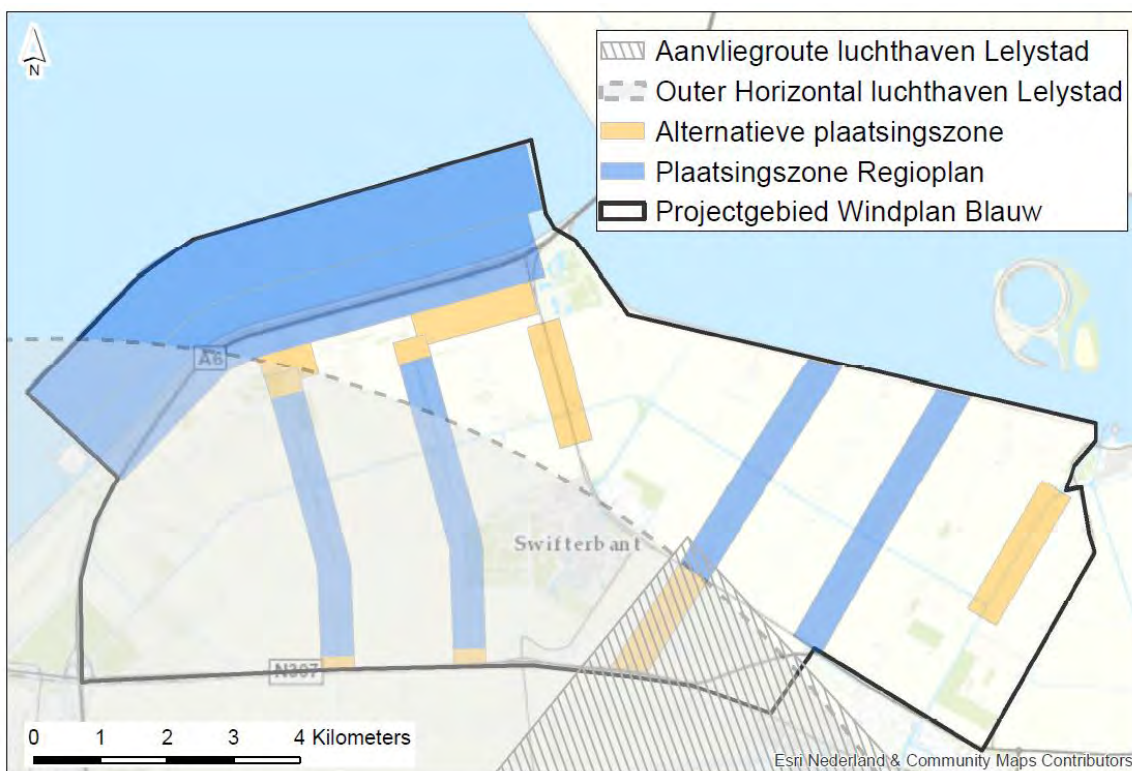 N
Aanvliegroute luchthaven Lelystad
Outer Horizontal luchthaven Lelystad
Alternatieve plaatsingszone
Plaatsingszone Regioplan
Projectgebied Windplan Blauw
A6
Swifterbant
N307
0 1 2 3 4 Kilometers
Esri Nederland & Community Maps Contributors